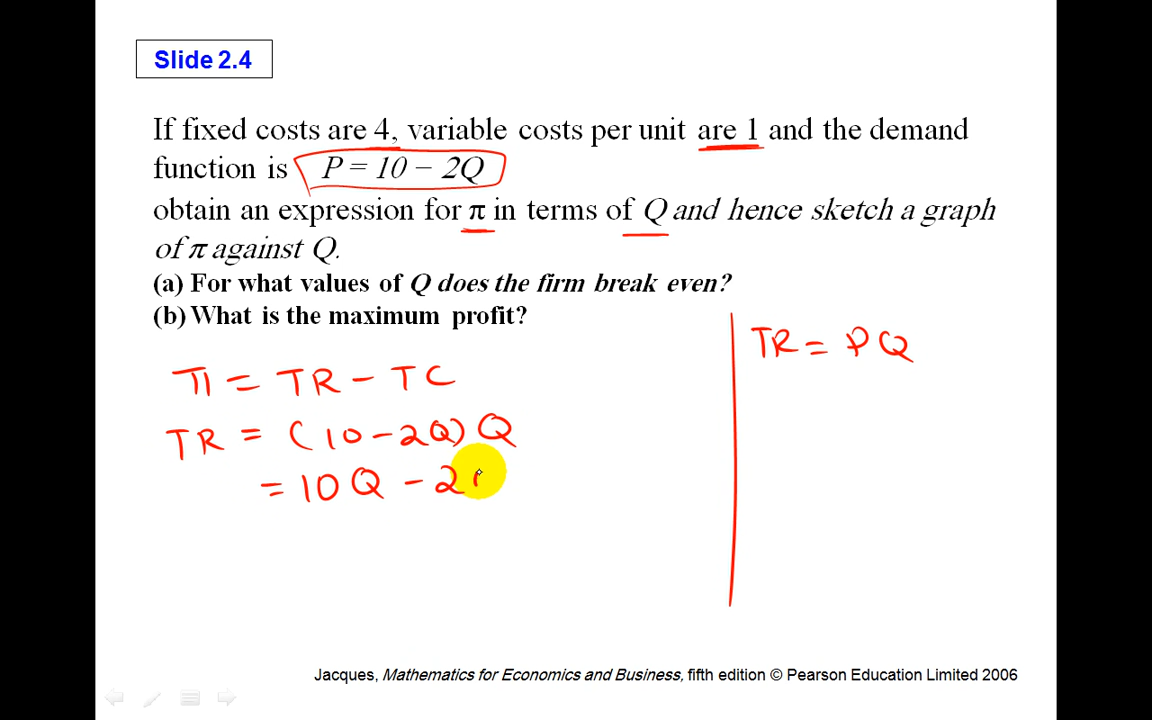 Slide 2.4
If fixed costs are 4, variable costs per unit are 1 and the demand
function is P = 10 − 2Q
obtain an expression for π in terms of Q and hence sketch a graph
of π against Q.
(a) For what values of Q does the firm break even?
(b) What is the maximum profit?
TR = PQ
π = TR − TC
TR = (10 − 2Q) Q
= 10Q − 2
Jacques, Mathematics for Economics and Business, fifth edition © Pearson Education Limited 2006